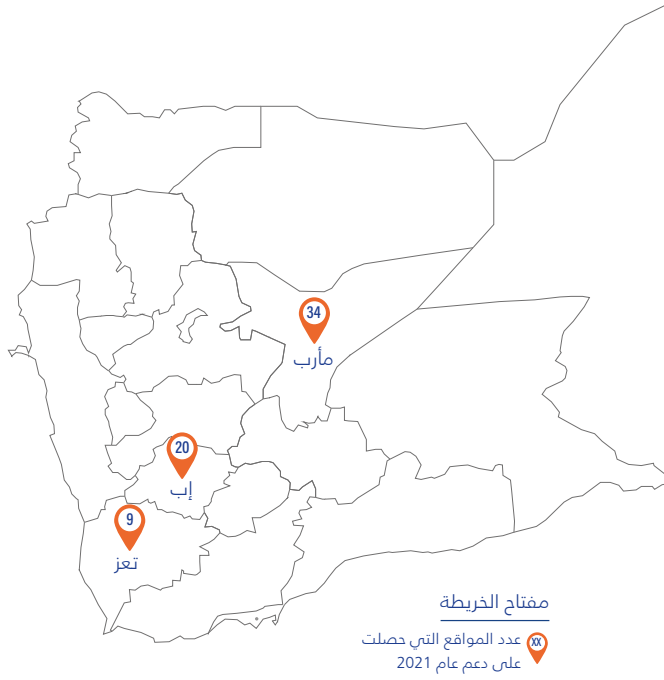 34
مأرب
20
إب
9
تعز
مفتاح الخريطة
XX
عدد المواقع التي حصلت
على دعم عام 2021